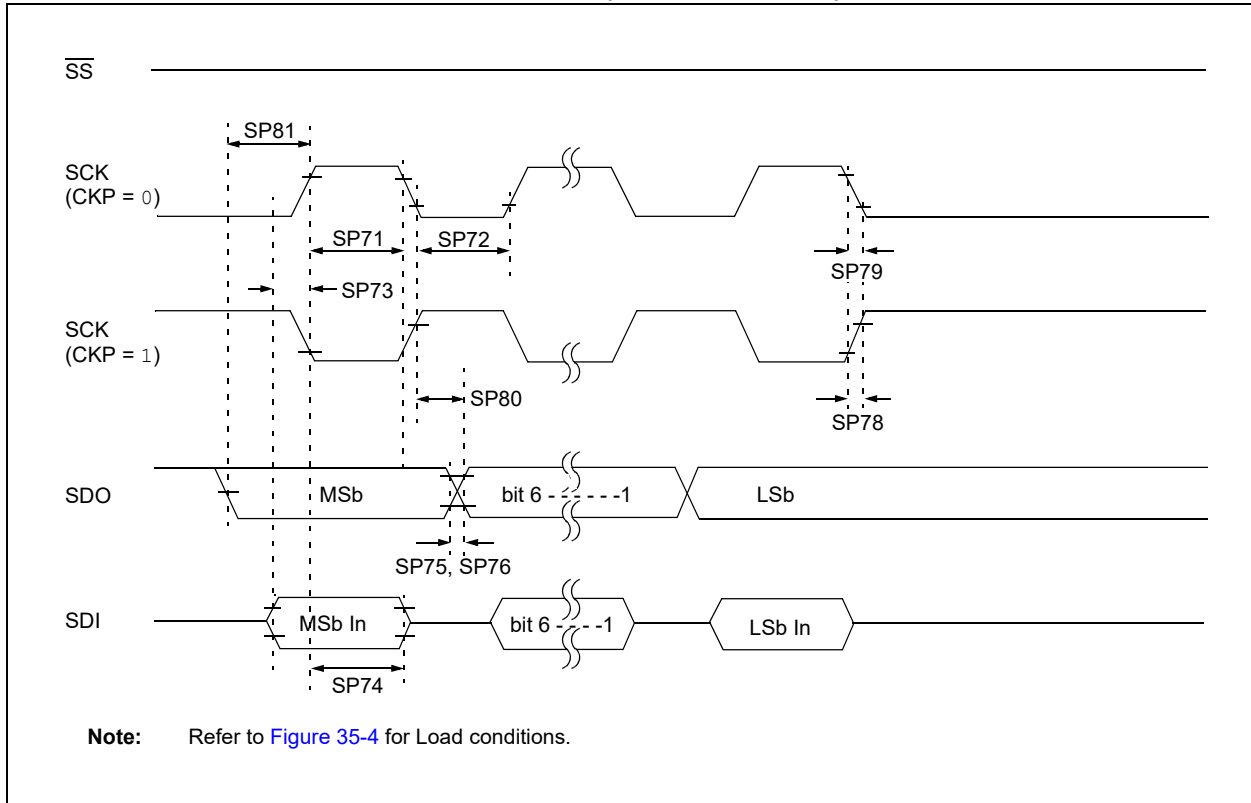 SS
SP81
SCK
(CKP = 0)
SP71
SP72
SP79
SP73
SCK
(CKP = 1)
SP80
SP78
SDO
MSb
bit 6 - - - - - -1
LSb
SP75, SP76
SDI
MSb In
bit 6 - - - -1
LSb In
SP74
Note: Refer to Figure 35-4 for Load conditions.